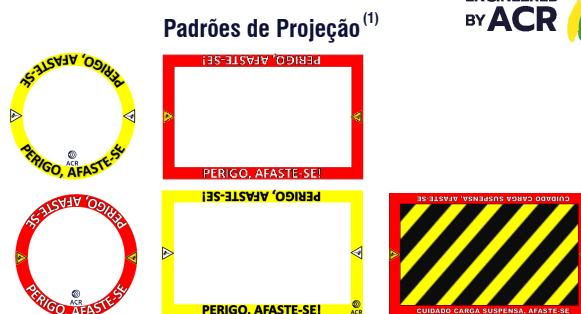 ENGINEERED
BY ACR
Padrões de Projeção (1)
PERIGO, AFASTE-SE
PERIGO, AFASTE-SE
ACR
PERIGO, AFASTE-SE!
PERIGO, AFASTE-SE!
PERIGO, AFASTE-SE
PERIGO, AFASTE-SE
ACR
PERIGO, AFASTE-SE!
PERIGO, AFASTE-SE!
ACR
CUIDADO CARGA SUSPENSA, AFASTE-SE
CUIDADO CARGA SUSPENSA, AFASTE-SE